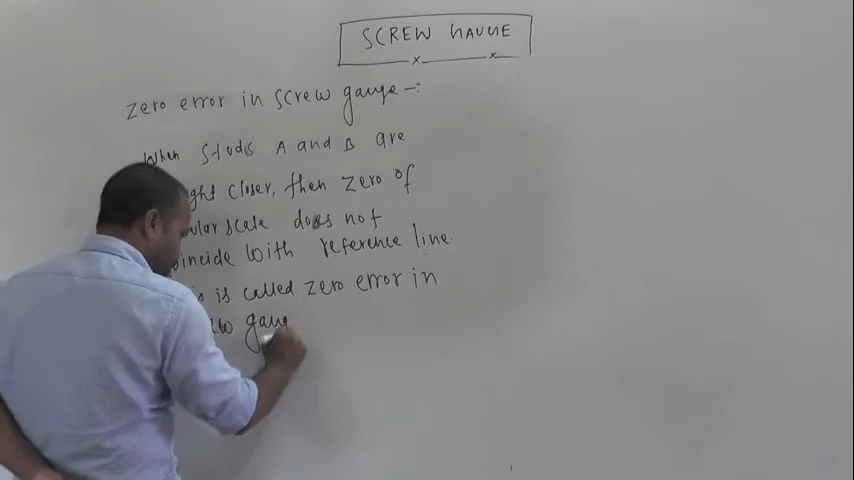 SCREW GAUGE
zero error in screw gauge -:
When studs A and B are
closer, then zero of
scale does not
coincide with reference line.
is called zero error in
gaug